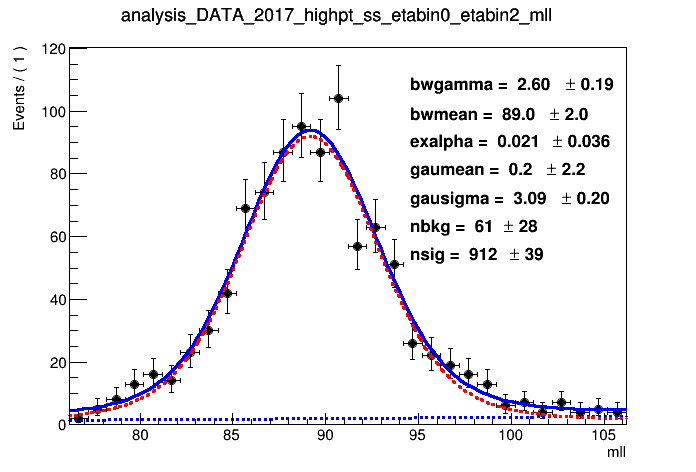 analysis_DATA_2017_highpt_ss_etabin0_etabin2_mll
Events / ( 1 )
120
100
80
60
40
20
0
bwgamma = 2.60 ± 0.19
bwmean = 89.0 ± 2.0
exalpha = 0.021 ± 0.036
gaumean = 0.2 ± 2.2
gausigma = 3.09 ± 0.20
nbkg = 61 ± 28
nsig = 912 ± 39
80 85 90 95 100 105
mll